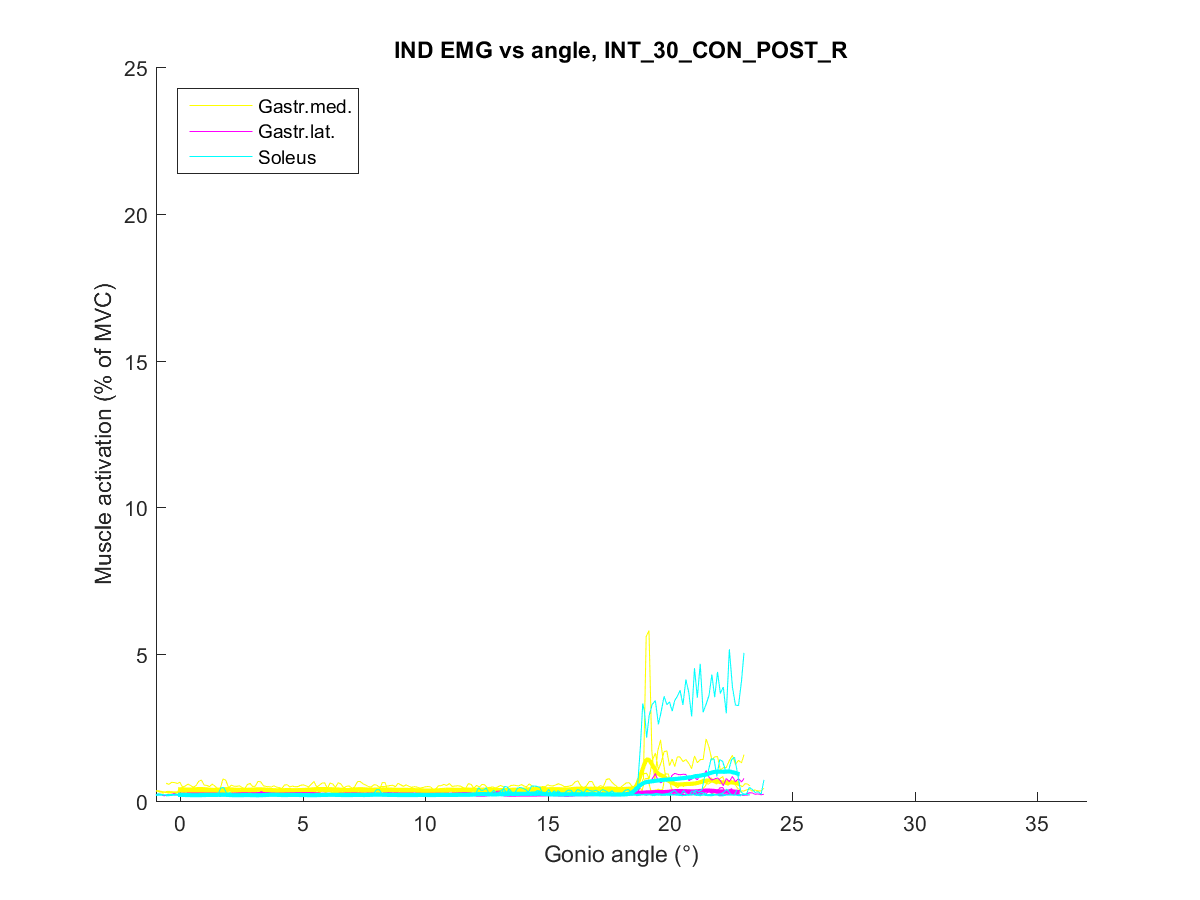 IND EMG vs angle, INT_30_CON_POST_R
25
20
15
10
5
0
Muscle activation (% of MVC)
Gastr.med.
Gastr.lat.
Soleus
0 5 10 15 20 25 30 35
Gonio angle (°)